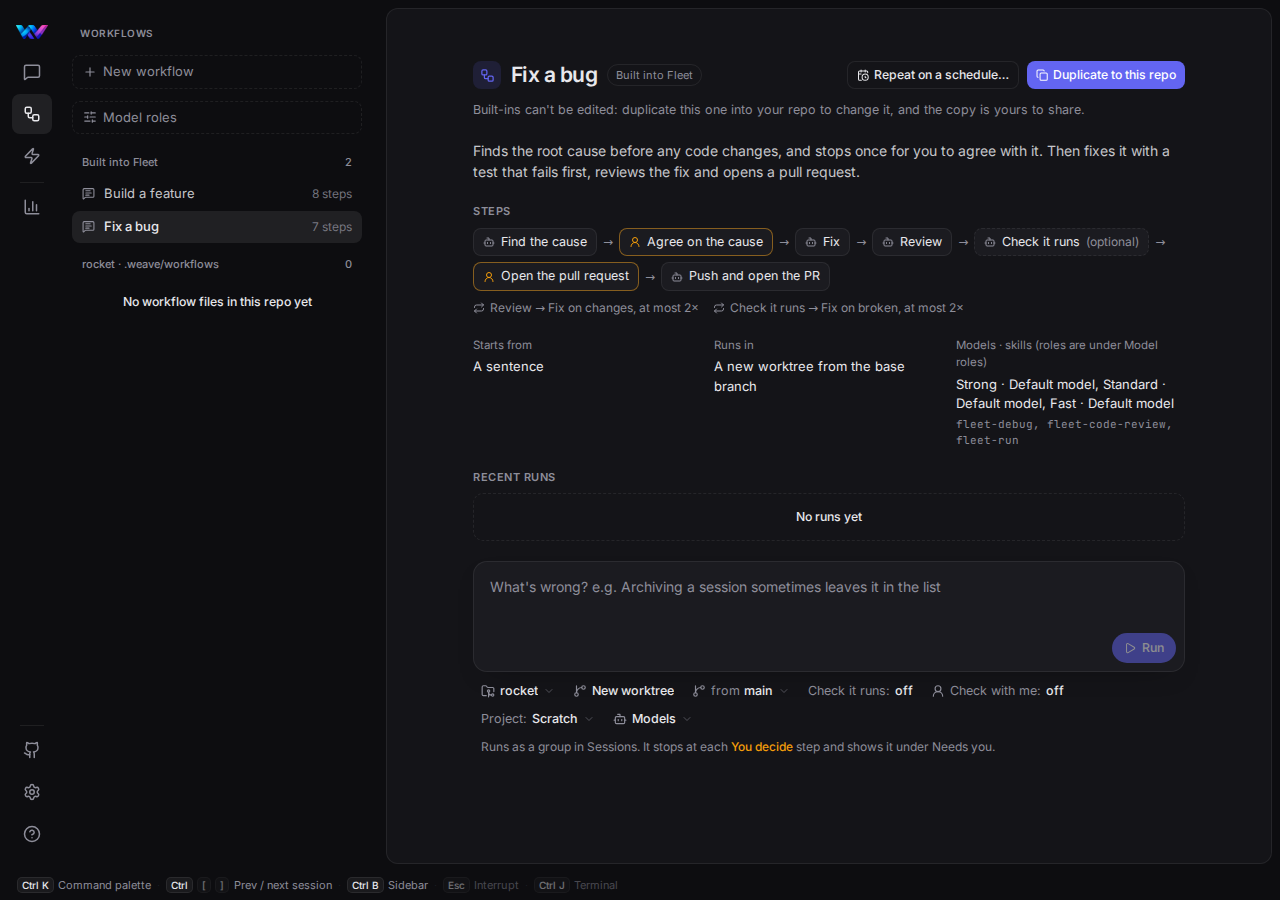 WORKFLOWS
New workflow
Model roles
Built into Fleet 2
Build a feature 8 steps
Fix a bug 7 steps
rocket · .weave/workflows 0
No workflow files in this repo yet
Fix a bug Built into Fleet Repeat on a schedule... Duplicate to this repo
Built-ins can't be edited: duplicate this one into your repo to change it, and the copy is yours to share.
Finds the root cause before any code changes, and stops once for you to agree with it. Then fixes it with a
test that fails first, reviews the fix and opens a pull request.
STEPS
Find the cause → Agree on the cause → Fix → Review → Check it runs (optional) →
Open the pull request → Push and open the PR
Review → Fix on changes, at most 2× Check it runs → Fix on broken, at most 2×
Starts from
A sentence
Runs in
A new worktree from the base
branch
Models · skills (roles are under Model
roles)
Strong · Default model, Standard ·
Default model, Fast · Default model
fleet-debug, fleet-code-review,
fleet-run
RECENT RUNS
No runs yet
What's wrong? e.g. Archiving a session sometimes leaves it in the list
Run
rocket New worktree from main Check it runs: off Check with me: off
Project: Scratch Models
Runs as a group in Sessions. It stops at each You decide step and shows it under Needs you.
Ctrl K Command palette Ctrl [ ] Prev / next session Ctrl B Sidebar Esc Interrupt Ctrl J Terminal